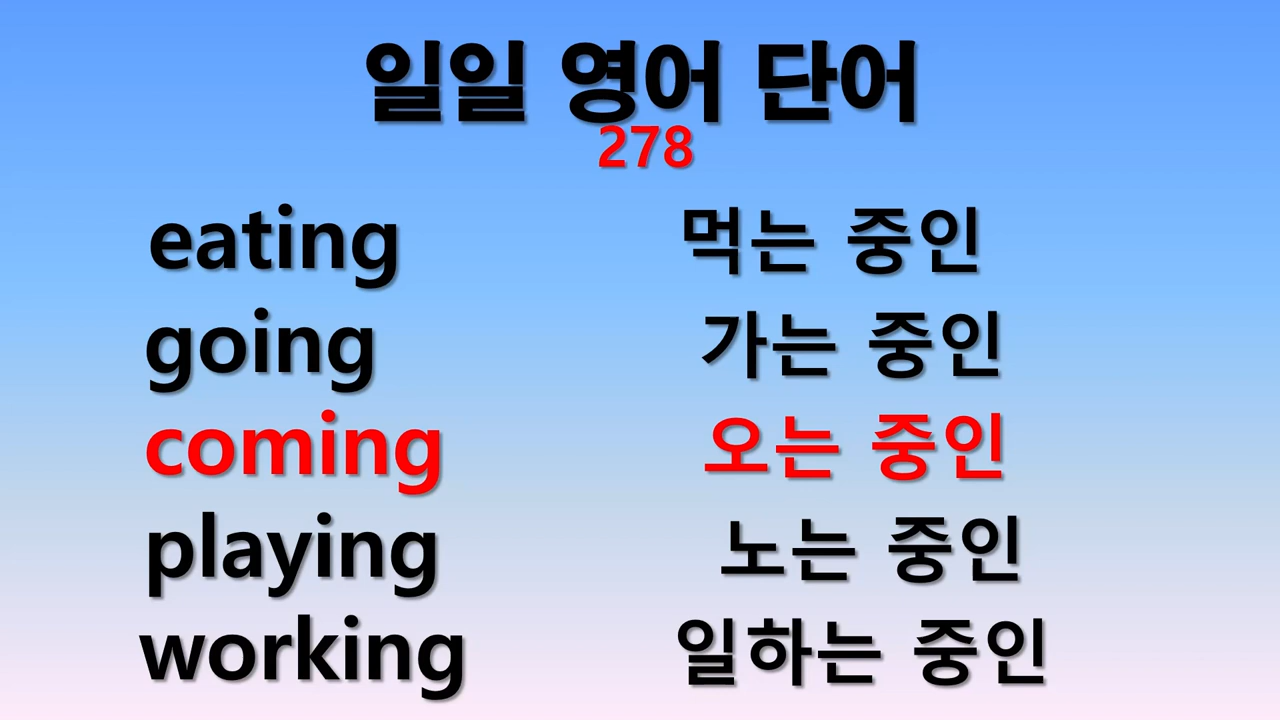 일일 영어 단어
278
eating 먹는 중인
going 가는 중인
coming 오는 중인
playing 노는 중인
working 일하는 중인